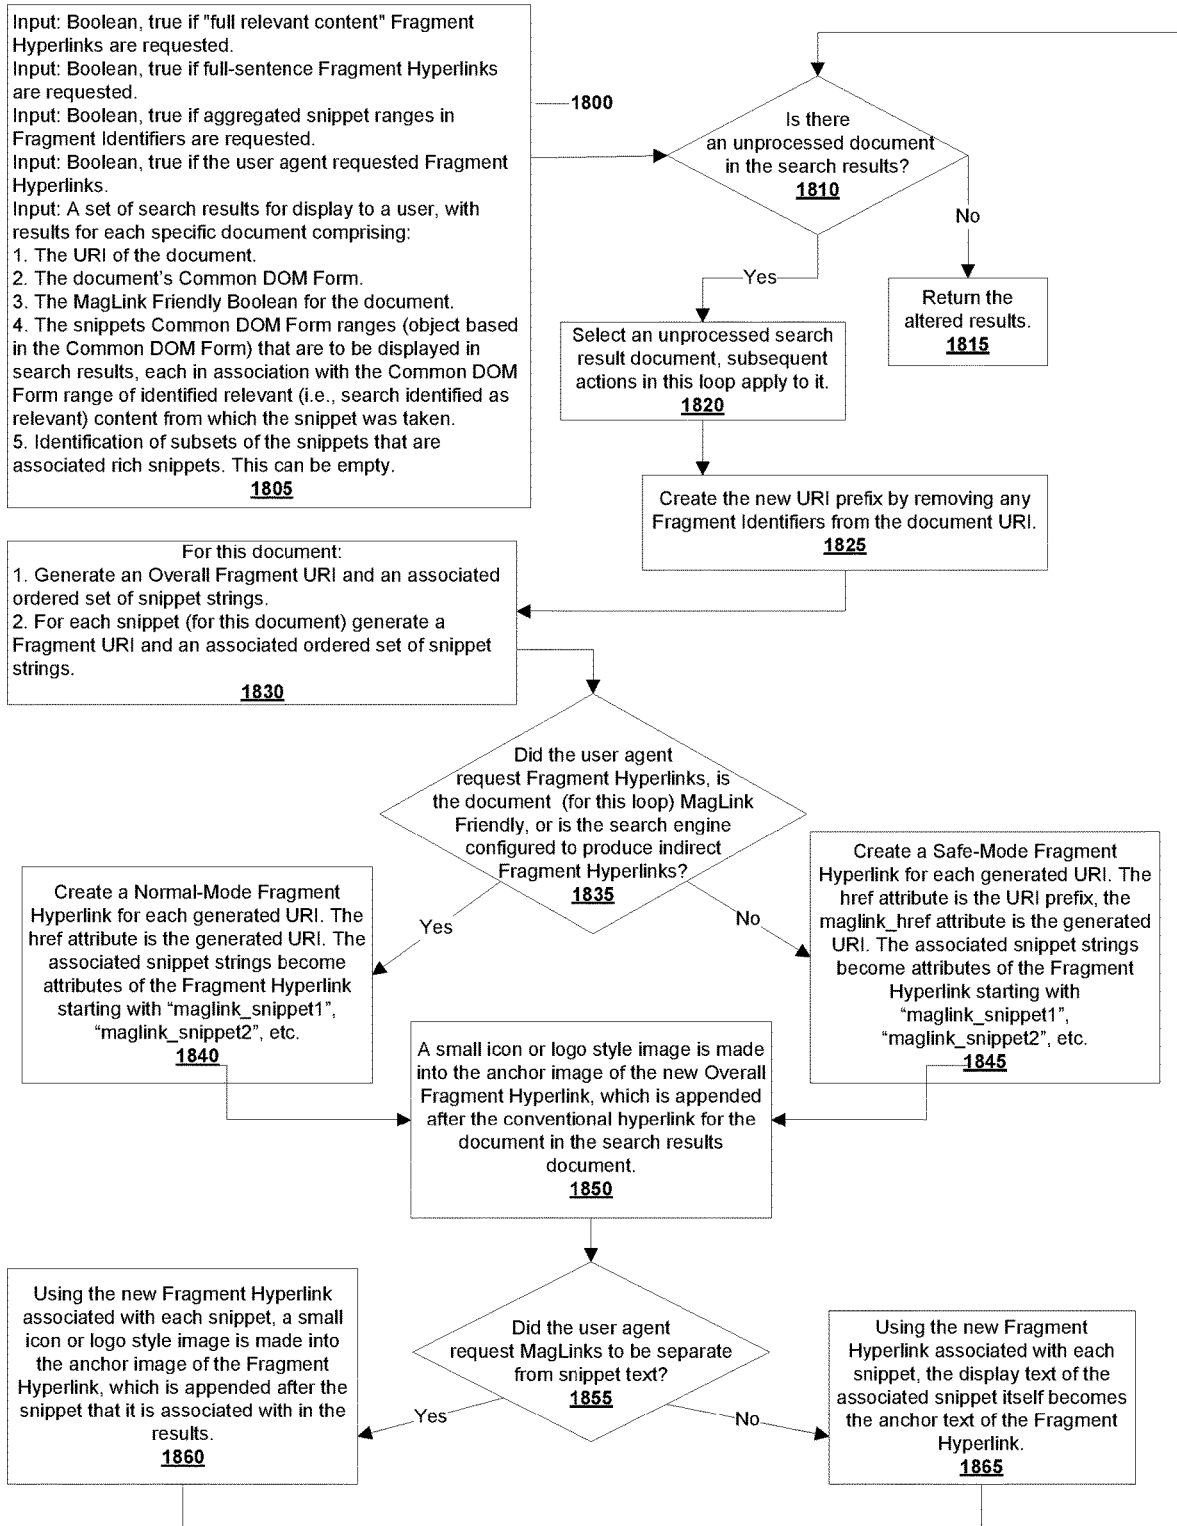 Input: Boolean, true if "full relevant content" Fragment
Hyperlinks are requested.
Input: Boolean, true if full-sentence Fragment Hyperlinks
are requested.
Input: Boolean, true if aggregated snippet ranges in
Fragment Identifiers are requested.
Input: Boolean, true if the user agent requested Fragment
Hyperlinks.
Input: A set of search results for display to a user, with
results for each specific document comprising:
1. The URI of the document.
2. The document's Common DOM Form.
3. The MagLink Friendly Boolean for the document.
4. The snippets Common DOM Form ranges (object based
in the Common DOM Form) that are to be displayed in
search results, each in association with the Common DOM
Form range of identified relevant (i.e., search identified as
relevant) content from which the snippet was taken.
5. Identification of subsets of the snippets that are
associated rich snippets. This can be empty.
1805
1800
Is there
an unprocessed document
in the search results?
1810
No
Yes
Return the
altered results.
1815
Select an unprocessed search
result document, subsequent
actions in this loop apply to it.
1820
Create the new URI prefix by removing any
Fragment Identifiers from the document URI.
1825
For this document:
1. Generate an Overall Fragment URI and an associated
ordered set of snippet strings.
2. For each snippet (for this document) generate a
Fragment URI and an associated ordered set of snippet
strings.
1830
Did the user agent
request Fragment Hyperlinks, is
the document (for this loop) MagLink
Friendly, or is the search engine
configured to produce indirect
Fragment Hyperlinks?
1835
Yes
No
Create a Normal-Mode Fragment
Hyperlink for each generated URI. The
href attribute is the generated URI. The
associated snippet strings become
attributes of the Fragment Hyperlink
starting with “maglink_snippet1”,
“maglink_snippet2”, etc.
1840
Create a Safe-Mode Fragment
Hyperlink for each generated URI. The
href attribute is the URI prefix, the
maglink_href attribute is the generated
URI. The associated snippet strings
become attributes of the Fragment
Hyperlink starting with
“maglink_snippet1”,
“maglink_snippet2”, etc.
1845
A small icon or logo style image is made
into the anchor image of the new Overall
Fragment Hyperlink, which is appended
after the conventional hyperlink for the
document in the search results
document.
1850
Did the user agent
request MagLinks to be separate
from snippet text?
1855
Yes
No
Using the new Fragment Hyperlink
associated with each snippet, a small
icon or logo style image is made into
the anchor image of the Fragment
Hyperlink, which is appended after the
snippet that it is associated with in the
results.
1860
Using the new Fragment
Hyperlink associated with each
snippet, the display text of the
associated snippet itself becomes
the anchor text of the Fragment
Hyperlink.
1865